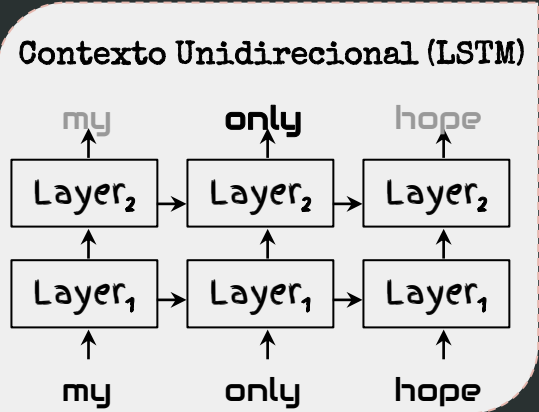 Contexto Unidirecional (LSTM)
my only hope
Layer₂ Layer₂ Layer₂
Layer₁ Layer₁ Layer₁
my only hope